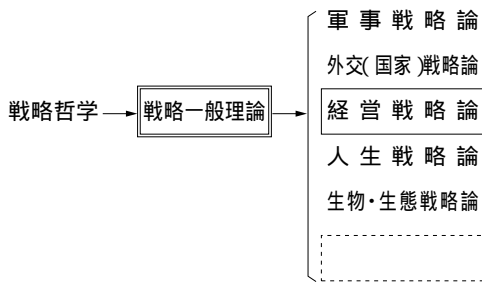 軍事戦略論
外交(国家)戦略論
戦略哲学
戦略一般理論
経営戦略論
人生戦略論
生物・生態戦略論